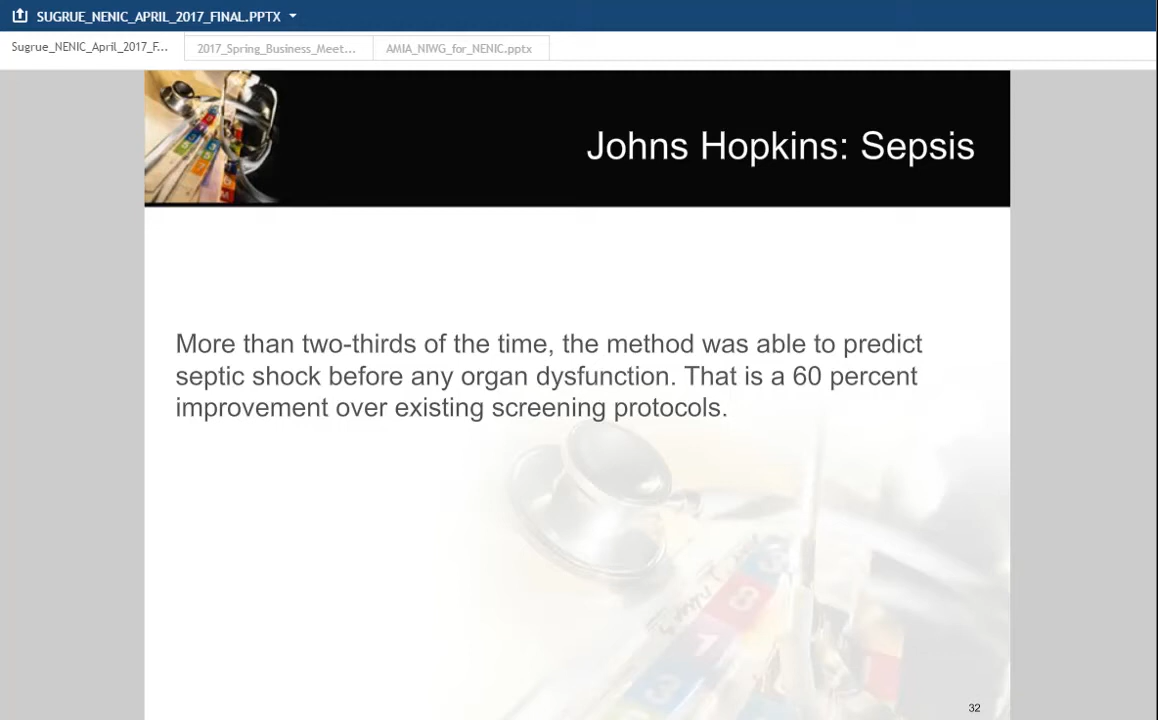 SUGRUE_NENIC_APRIL_2017_FINAL.PPTX
Sugrue_NENIC_April_2017_F... 2017_Spring_Business_Meet... AMIA_NIWG_for_NENIC.pptx
Johns Hopkins: Sepsis
More than two-thirds of the time, the method was able to predict
septic shock before any organ dysfunction. That is a 60 percent
improvement over existing screening protocols.
32